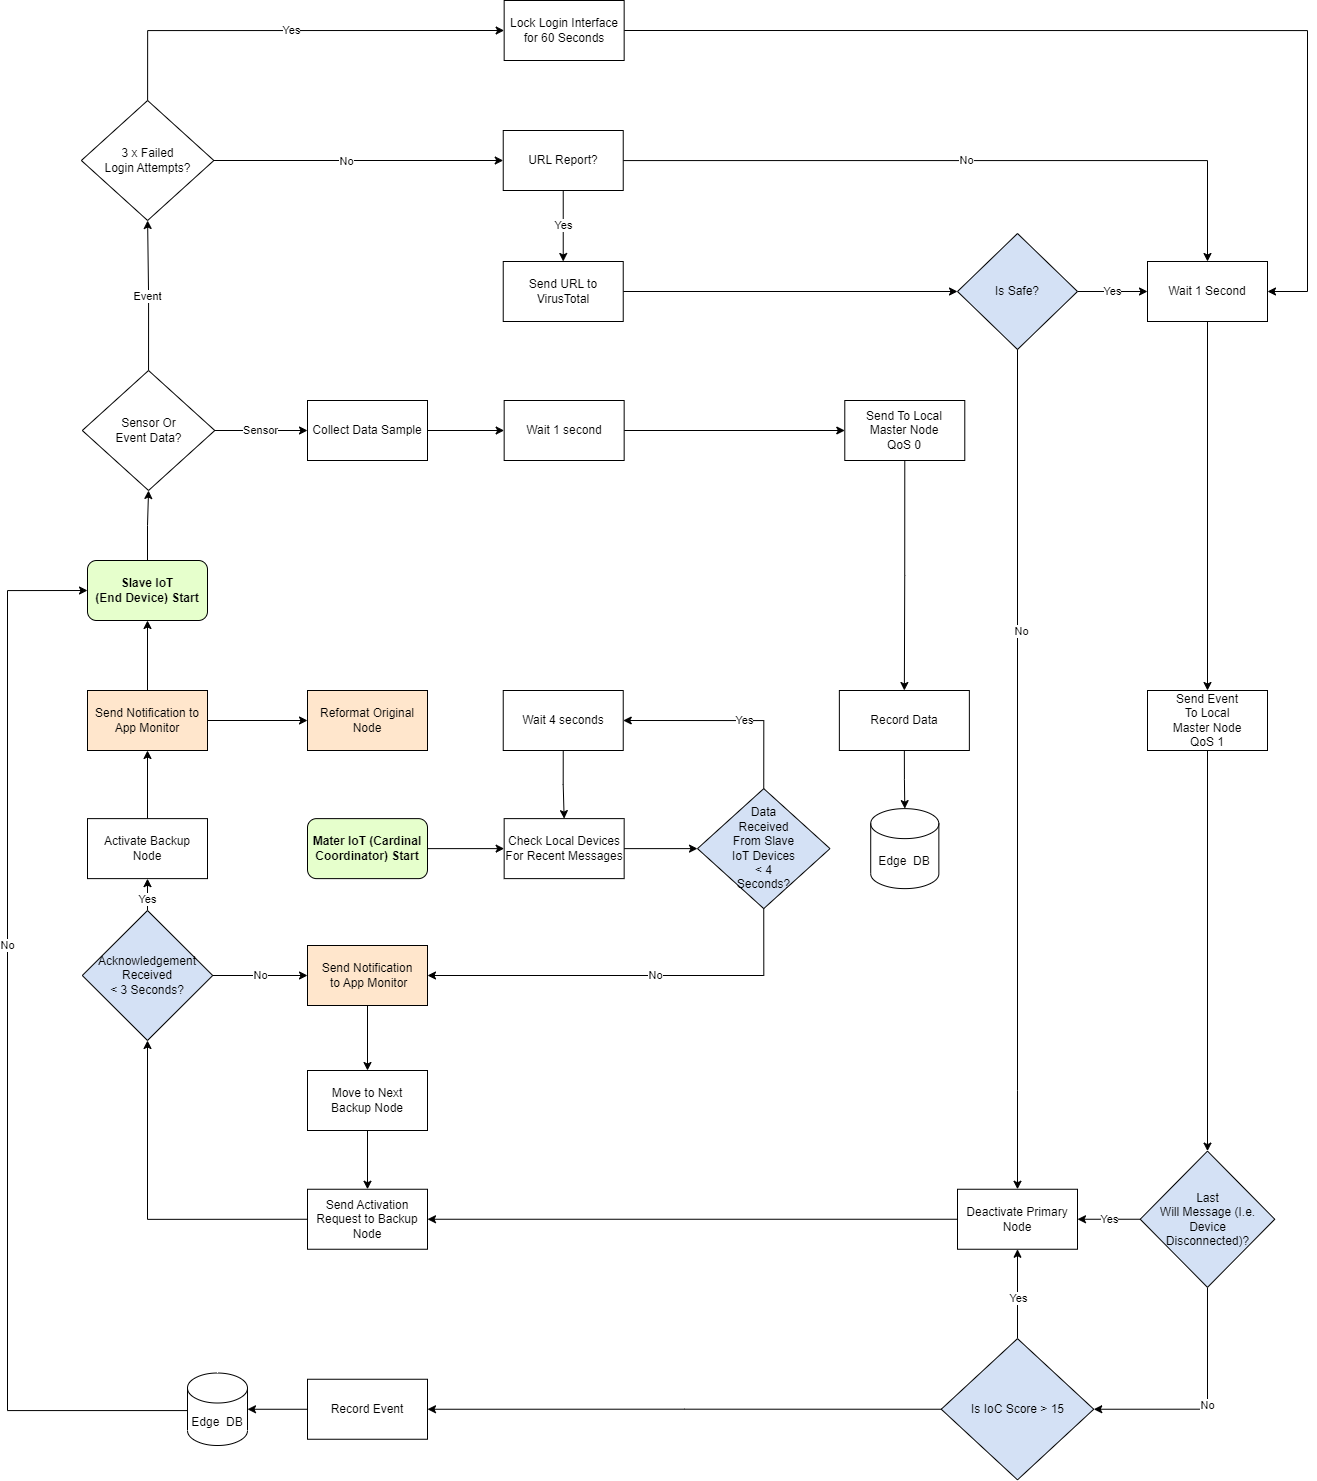 Lock Login Interface
for 60 Seconds
Yes
3 x Failed
Login Attempts?
No
URL Report?
No
Yes
Event
Send URL to
VirusTotal
Is Safe?
Yes
Wait 1 Second
Sensor Or
Event Data?
Sensor
Collect Data Sample
Wait 1 second
Send To Local
Master Node
QoS 0
Slave IoT
(End Device) Start
No
Send Notification to
App Monitor
Reformat Original
Node
Wait 4 seconds
Yes
Record Data
Send Event
To Local
Master Node
QoS 1
Activate Backup
Node
Mater IoT (Cardinal
Coordinator) Start
Check Local Devices
For Recent Messages
Data
Received
From Slave
IoT Devices
< 4
Seconds?
Edge  DB
Yes
No
Acknowledgement
Received
< 3 Seconds?
No
Send Notification
to App Monitor
No
Move to Next
Backup Node
Send Activation
Request to Backup
Node
Deactivate Primary
Node
Yes
Last
Will Message (I.e.
Device
Disconnected)?
Yes
No
Edge  DB
Record Event
Is IoC Score > 15